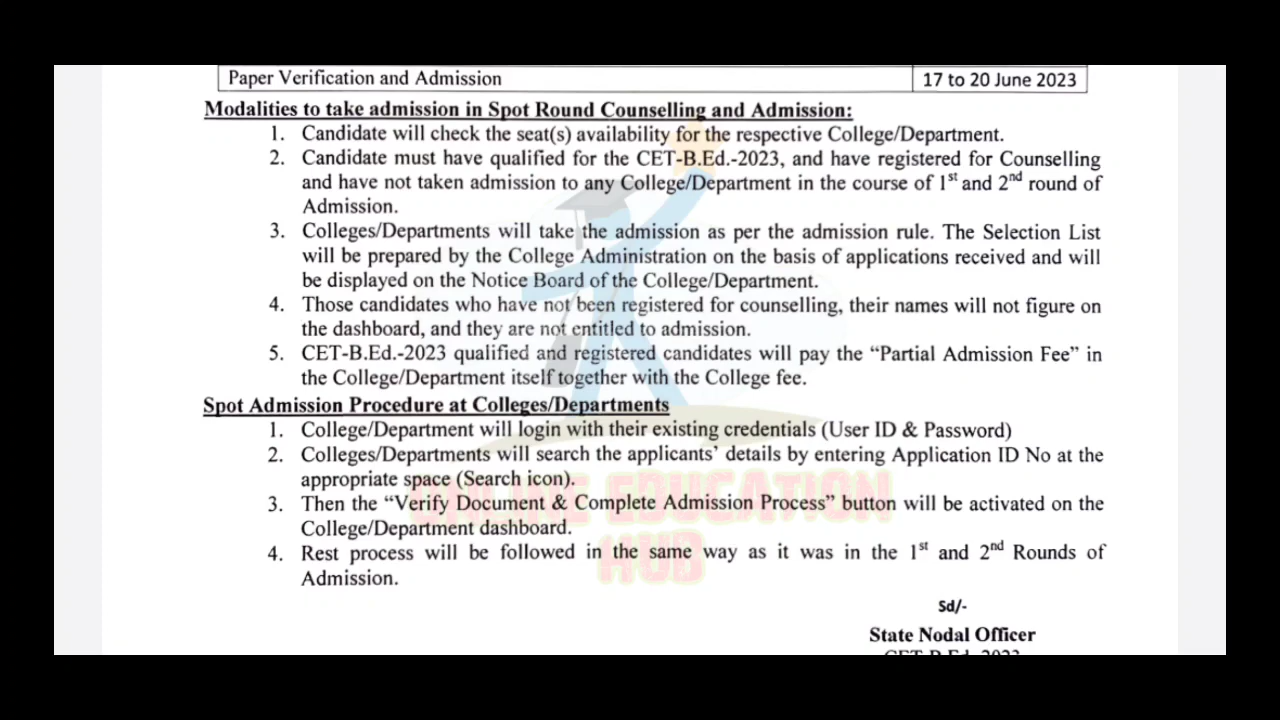 Paper Verification and Admission 17 to 20 June 2023
Modalities to take admission in Spot Round Counselling and Admission:
1. Candidate will check the seat(s) availability for the respective College/Department.
2. Candidate must have qualified for the CET-B.Ed.-2023, and have registered for Counselling
and have not taken admission to any College/Department in the course of 1st and 2nd round of
Admission.
3. Colleges/Departments will take the admission as per the admission rule. The Selection List
will be prepared by the College Administration on the basis of applications received and will
be displayed on the Notice Board of the College/Department.
4. Those candidates who have not been registered for counselling, their names will not figure on
the dashboard, and they are not entitled to admission.
5. CET-B.Ed.-2023 qualified and registered candidates will pay the “Partial Admission Fee” in
the College/Department itself together with the College fee.
Spot Admission Procedure at Colleges/Departments
1. College/Department will login with their existing credentials (User ID & Password)
2. Colleges/Departments will search the applicants’ details by entering Application ID No at the
appropriate space (Search icon).
3. Then the “Verify Document & Complete Admission Process” button will be activated on the
College/Department dashboard.
4. Rest process will be followed in the same way as it was in the 1st and 2nd Rounds of
Admission.
ONLINE EDUCATION
HUB
Sd/-
State Nodal Officer
CET-B.Ed.-2023